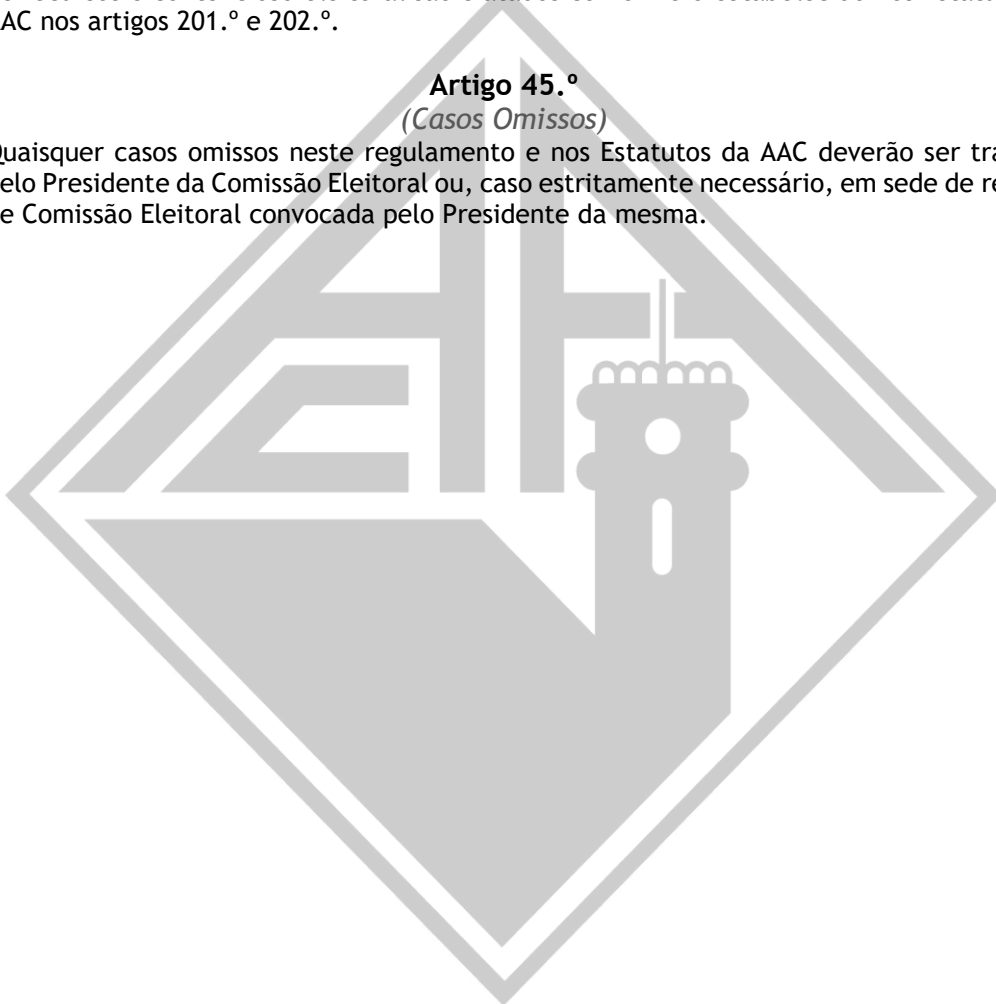 AAC nos artigos 201.º e 202.º.
Artigo 45.º
(Casos Omissos)
Quaisquer casos omissos neste regulamento e nos Estatutos da AAC deverão ser
pelo Presidente da Comissão Eleitoral ou, caso estritamente necessário, em sede de
de Comissão Eleitoral convocada pelo Presidente da mesma.